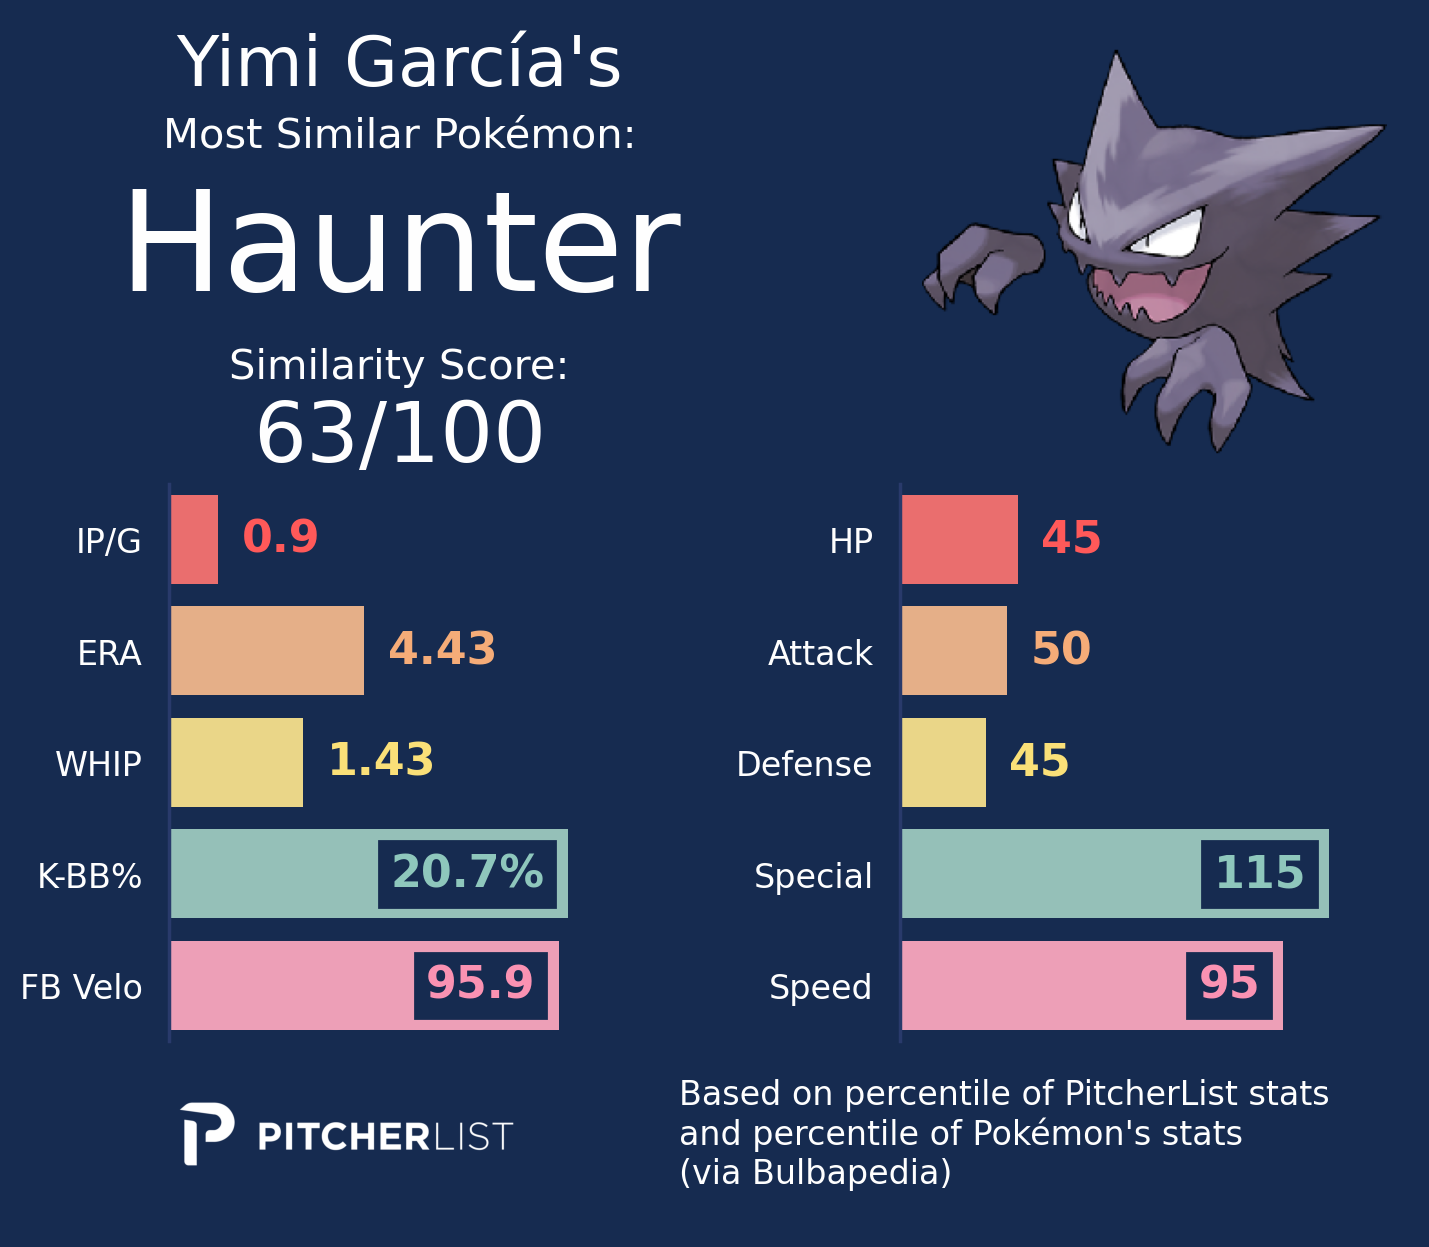 Yimi García's
Most Similar Pokémon:
Haunter
Similarity Score:
63/100
IP/G 0.9
ERA 4.43
WHIP 1.43
K-BB% 20.7%
FB Velo 95.9
HP 45
Attack 50
Defense 45
Special 115
Speed 95
PITCHERLIST
Based on percentile of PitcherList stats
and percentile of Pokémon's stats
(via Bulbapedia)